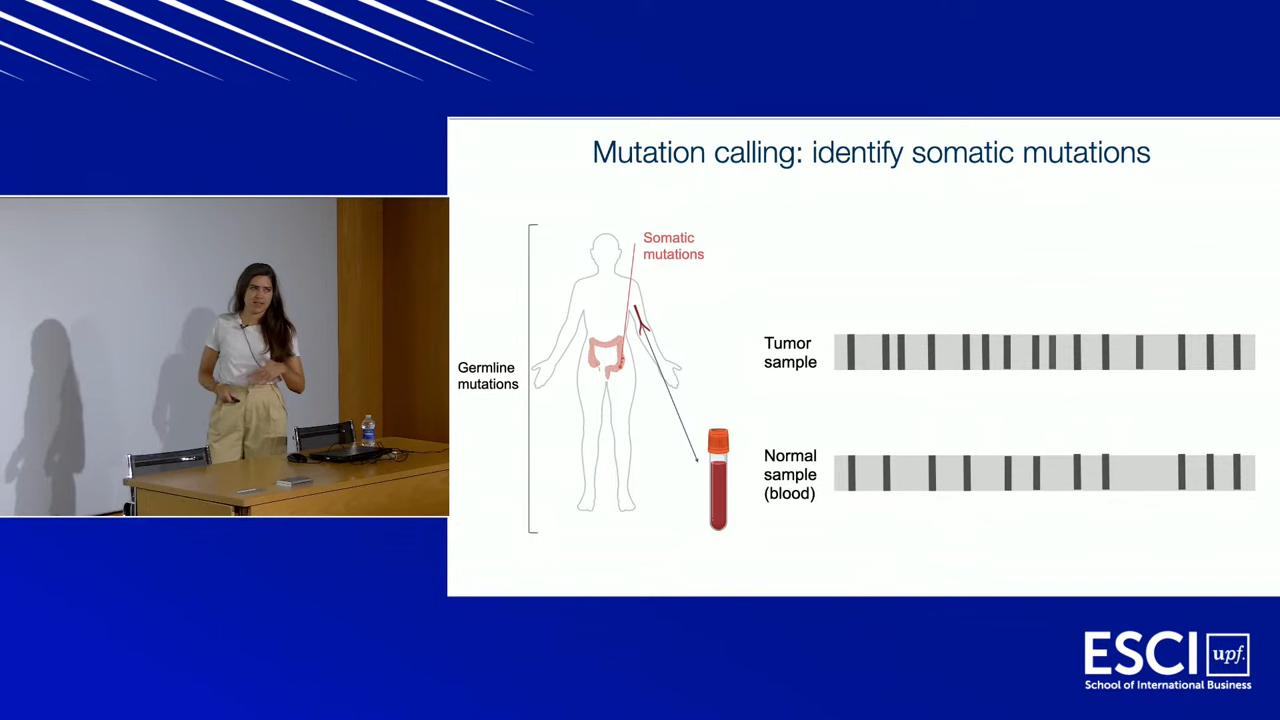 Mutation calling: identify somatic mutations
Somatic
mutations
Germline
mutations
Tumor
sample
Normal
sample
(blood)
ESCI upf.
School of International Business